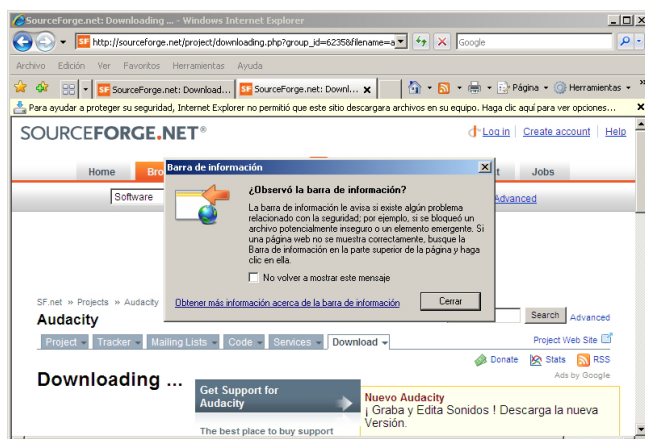 SourceForge.net: Downloading ... - Windows Internet Explorer
http://sourceforge.net/project/downloading.php?group_id=6235&filename=a
Google
Archivo Edición Ver Favoritos Herramientas Ayuda
SourceForge.net: Download... SourceForge.net: Downl... Página Herramientas
Para ayudar a proteger su seguridad, Internet Explorer no permitió que este sitio descargara archivos en su equipo. Haga clic aquí para ver opciones...
SOURCEFORGE.NET® Log in Create account Help
Home Bro t Jobs
Software Advanced
Barra de información
¿Observó la barra de información?
La barra de información le avisa si existe algún problema
relacionado con la seguridad; por ejemplo, si se bloqueó un
archivo potencialmente inseguro o un elemento emergente. Si
una página web no se muestra correctamente, busque la
Barra de información en la parte superior de la página y haga
clic en ella.
No volver a mostrar este mensaje
Obtener más información acerca de la barra de información Cerrar
SF.net » Projects » Audacity
Search Advanced
Audacity
Project Tracker Mailing Lists Code Services Download Project Web Site
Donate Stats RSS
Ads by Google
Downloading ...
Get Support for
Audacity
The best place to buy support
Nuevo Audacity
¡ Graba y Edita Sonidos ! Descarga la nueva
Versión.